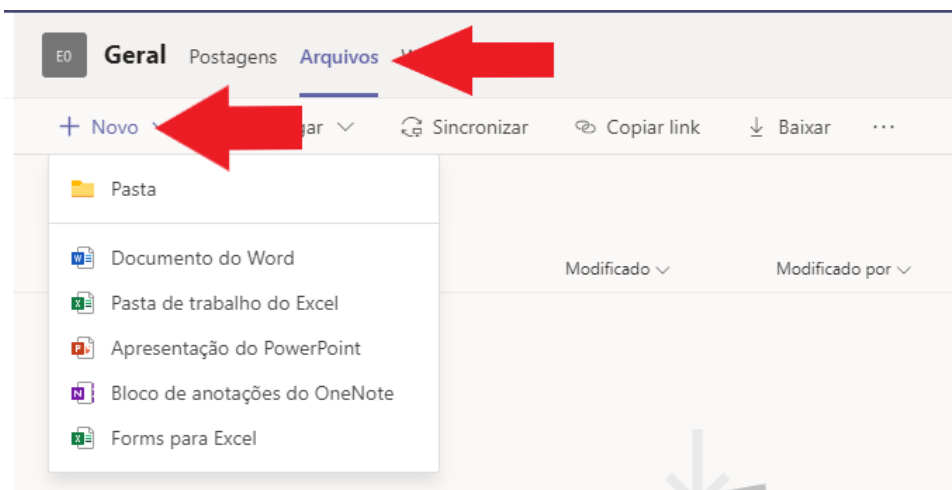 E0 Geral Postagens Arquivos
Novo Sincronizar Copiar link Baixar ...
Pasta
Documento do Word
Modificado Modificado por
Pasta de trabalho do Excel
Apresentação do PowerPoint
Bloco de anotações do OneNote
Forms para Excel